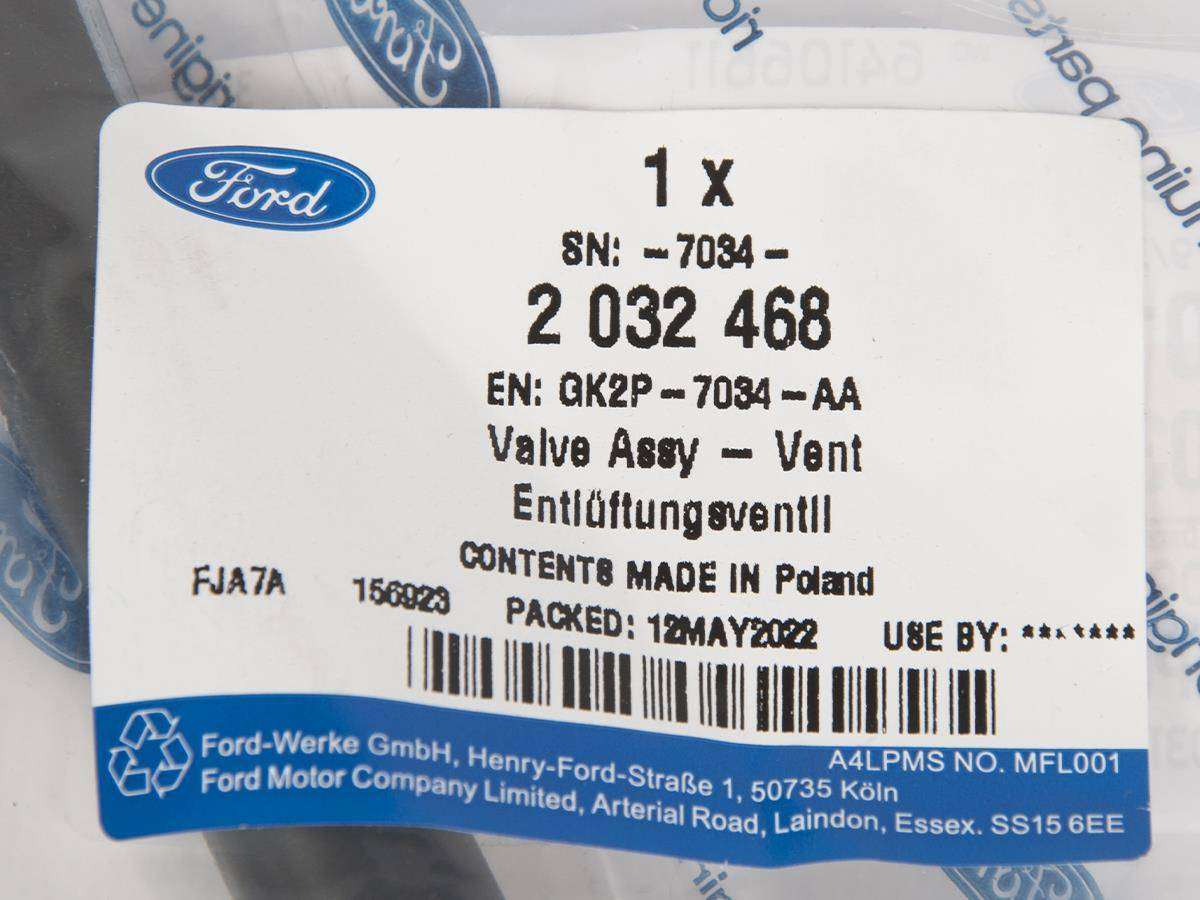 Ford
1 x
SN: -7034-
2 032 468
EN: GK2P-7034-AA
Valve Assy - Vent
Entlüftungsventil
CONTENTS MADE IN Poland
FJA7A 156923 PACKED: 12MAY2022 USE BY: *******
A4LPMS NO. MFL001
Ford-Werke GmbH, Henry-Ford-Straße 1, 50735 Köln
Ford Motor Company Limited, Arterial Road, Laindon, Essex. SS15 6EE